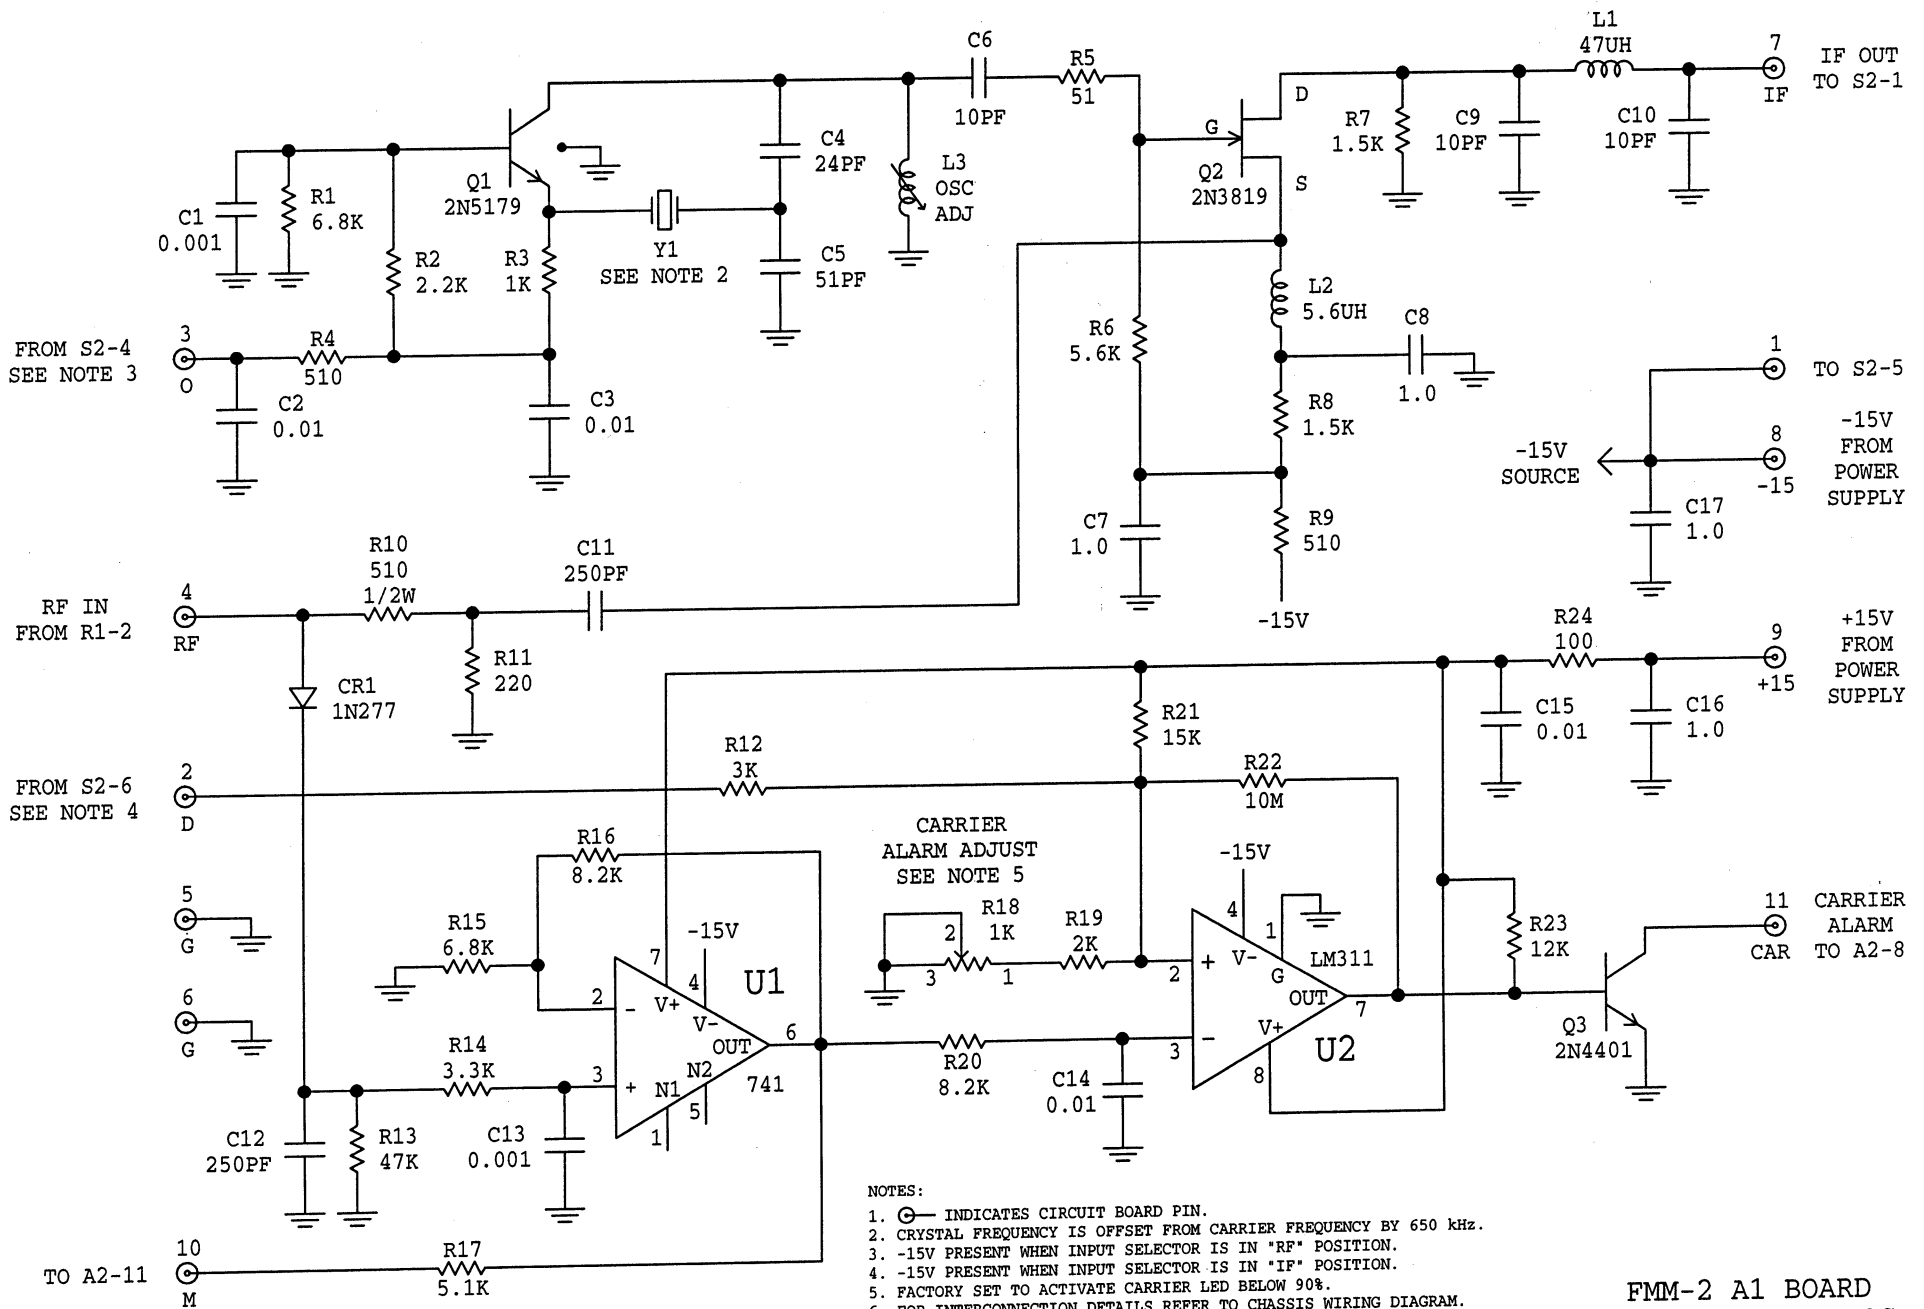 L1
47UH
7
IF OUT
TO S2-1
IF
C6
10PF
R5
51
D
G
S
Q2
2N3819
R7
1.5K
C9
10PF
C10
10PF
C4
24PF
L3
OSC
ADJ
Q1
2N5179
C1
0.001
R1
6.8K
R2
2.2K
R3
1K
Y1
SEE NOTE 2
C5
51PF
L2
5.6UH
C8
1.0
R6
5.6K
FROM S2-4
SEE NOTE 3
3
O
R4
510
C2
0.01
C3
0.01
R8
1.5K
1
TO S2-5
-15V
SOURCE
8
-15
-15V
FROM
POWER
SUPPLY
C17
1.0
C7
1.0
R9
510
-15V
RF IN
FROM R1-2
4
RF
R10
510
1/2W
C11
250PF
R11
220
CR1
1N277
R24
100
9
+15
+15V
FROM
POWER
SUPPLY
C15
0.01
C16
1.0
R21
15K
FROM S2-6
SEE NOTE 4
2
D
R12
3K
R22
10M
CARRIER
ALARM ADJUST
SEE NOTE 5
R16
8.2K
5
G
6
G
R15
6.8K
-15V
7
4
V+
V-
U1
2
-
OUT
6
3
+
N1
N2
741
1
5
R18
1K
2
3
1
R19
2K
-15V
4
1
V-
G
LM311
2
+
OUT
7
V+
3
-
8
U2
R23
12K
11
CAR
CARRIER
ALARM
TO A2-8
Q3
2N4401
R14
3.3K
R20
8.2K
C14
0.01
C12
250PF
R13
47K
C13
0.001
TO A2-11
10
M
R17
5.1K
NOTES:
1. INDICATES CIRCUIT BOARD PIN.
2. CRYSTAL FREQUENCY IS OFFSET FROM CARRIER FREQUENCY BY 650 kHz.
3. -15V PRESENT WHEN INPUT SELECTOR IS IN "RF" POSITION.
4. -15V PRESENT WHEN INPUT SELECTOR IS IN "IF" POSITION.
5. FACTORY SET TO ACTIVATE CARRIER LED BELOW 90%.
6. FOR INTERCONNECTION DETAILS REFER TO CHASSIS WIRING DIAGRAM.
FMM-2 A1 BOARD